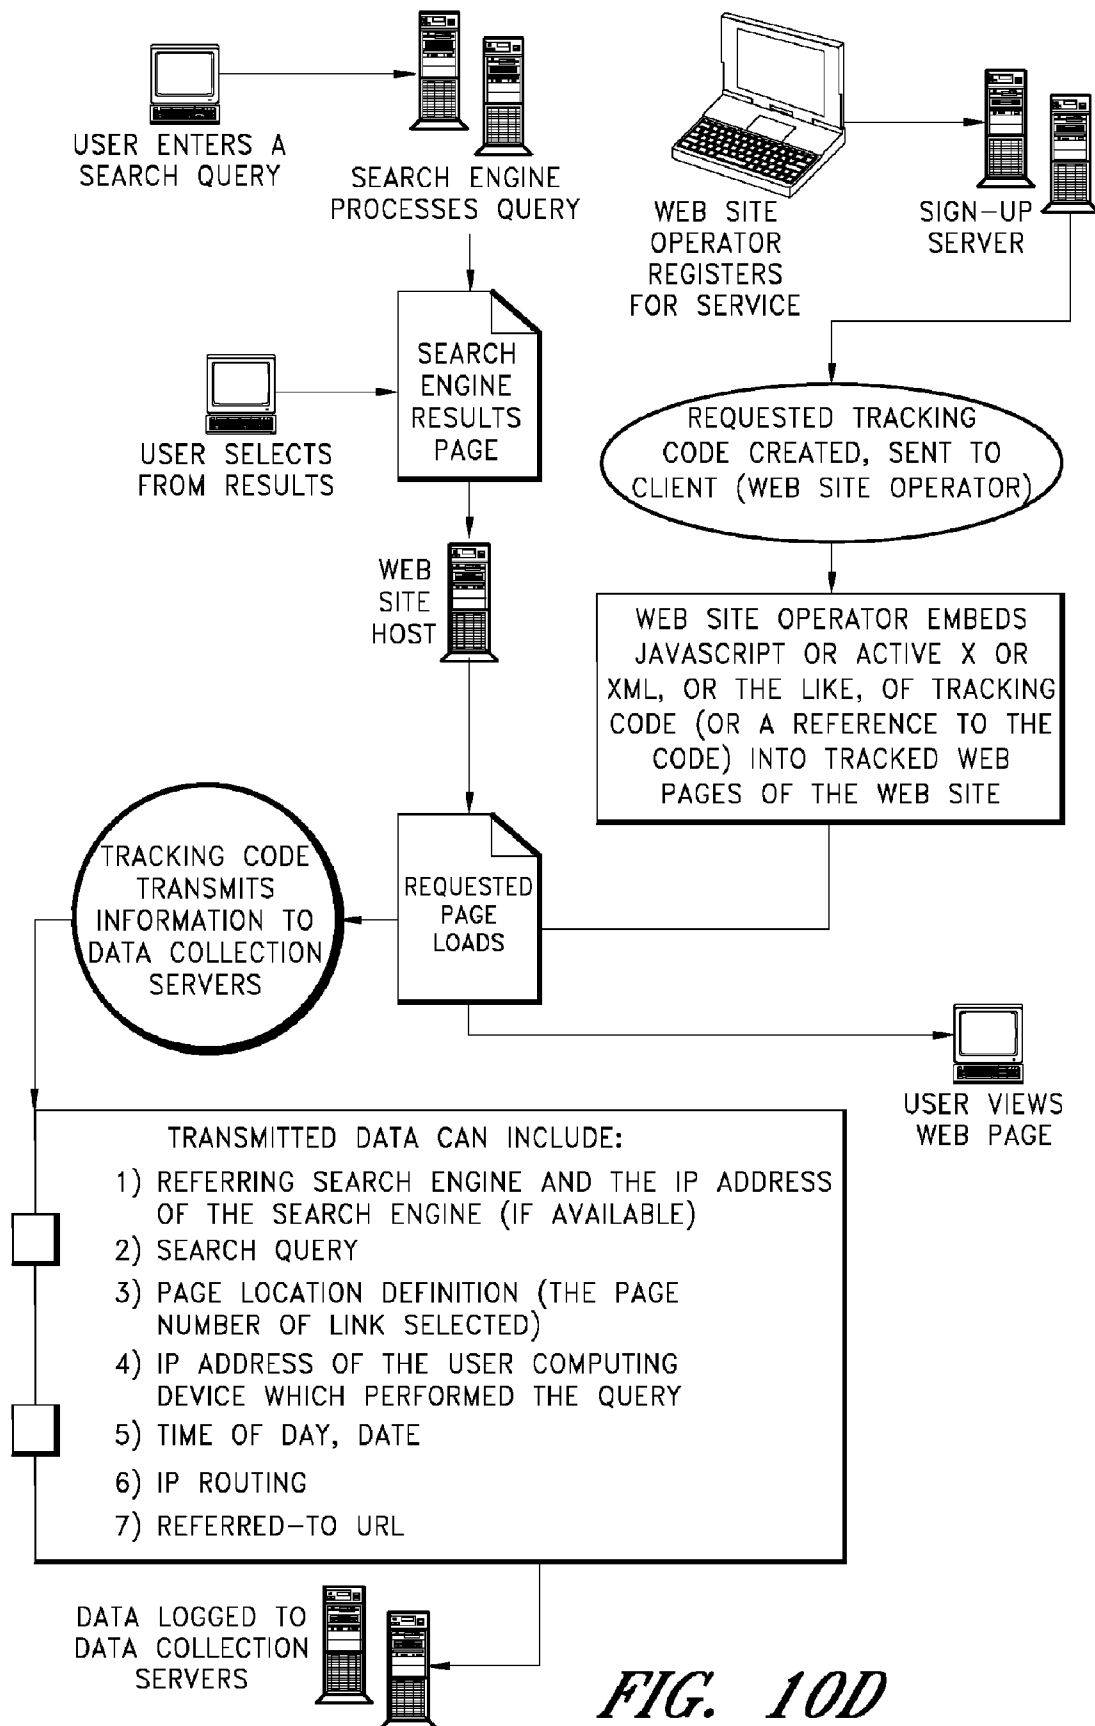 USER ENTERS A
SEARCH QUERY
SEARCH ENGINE
PROCESSES QUERY
WEB SITE
OPERATOR
REGISTERS
FOR SERVICE
SIGN-UP
SERVER
SEARCH
ENGINE
RESULTS
PAGE
USER SELECTS
FROM RESULTS
REQUESTED TRACKING
CODE CREATED, SENT TO
CLIENT (WEB SITE OPERATOR)
WEB
SITE
HOST
WEB SITE OPERATOR EMBEDS
JAVASCRIPT OR ACTIVE X OR
XML, OR THE LIKE, OF TRACKING
CODE (OR A REFERENCE TO THE
CODE) INTO TRACKED WEB
PAGES OF THE WEB SITE
TRACKING CODE
TRANSMITS
INFORMATION TO
DATA COLLECTION
SERVERS
REQUESTED
PAGE
LOADS
USER VIEWS
WEB PAGE
TRANSMITTED DATA CAN INCLUDE:
1) REFERRING SEARCH ENGINE AND THE IP ADDRESS
OF THE SEARCH ENGINE (IF AVAILABLE)
2) SEARCH QUERY
3) PAGE LOCATION DEFINITION (THE PAGE
NUMBER OF LINK SELECTED)
4) IP ADDRESS OF THE USER COMPUTING
DEVICE WHICH PERFORMED THE QUERY
5) TIME OF DAY, DATE
6) IP ROUTING
7) REFERRED-TO URL
DATA LOGGED TO
DATA COLLECTION
SERVERS
FIG. 10D